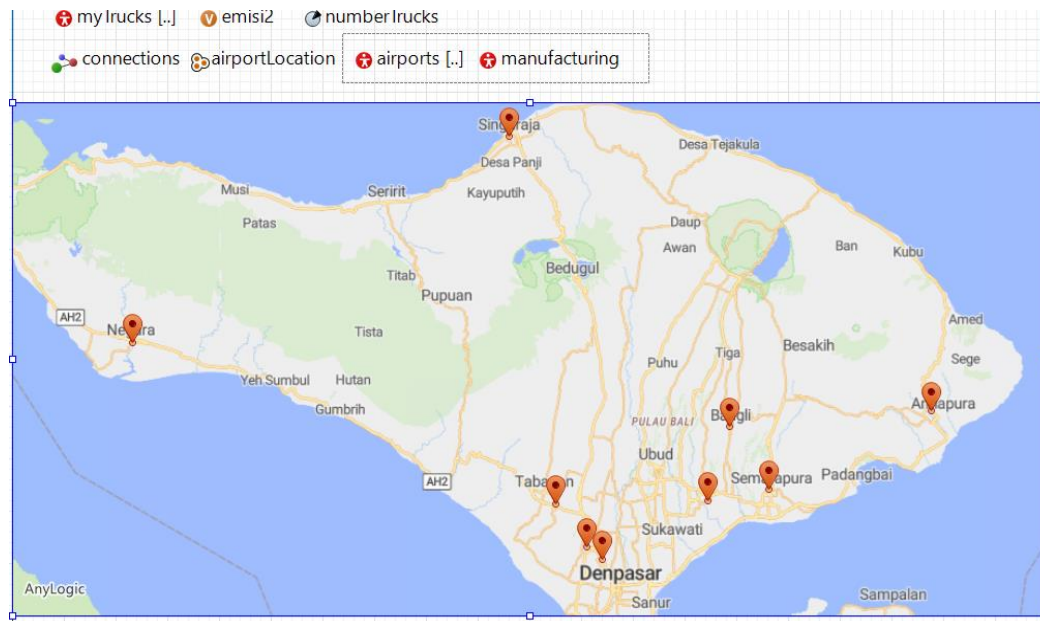 myTrucks [..] emisi2 numberTrucks
connections airportLocation airports [..] manufacturing
Desa Tejakula
Desa Panji
Musi
Seririt
Kayuputih
Patas
Daup
Awan
Ban
Kubu
Bedugul
Titab
Pupuan
AH2
Tista
Amed
Besakih
Tiga
Sege
Puhu
Yeh Sumbul
Hutan
Gumbrih
PULAU BALI
Ubud
AH2
Padangbai
Sukawati
Denpasar
AnyLogic
Sampalan
Sanur